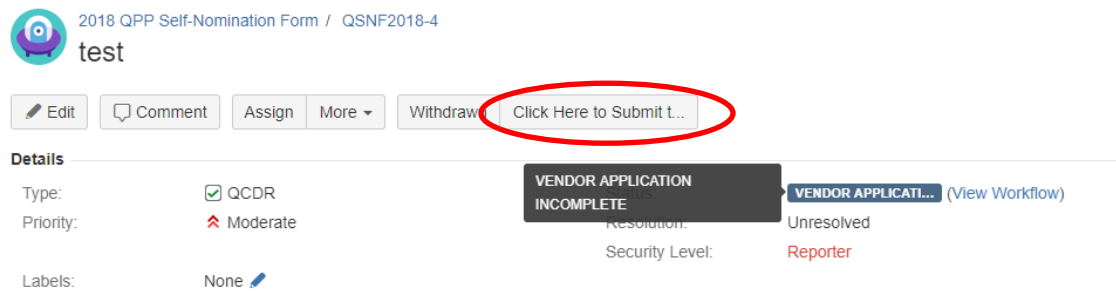 2018 QPP Self-Nomination Form / QSNF2018-4
test
Edit Comment Assign More Withdraw Click Here to Submit t...
Details
Type: QCDR VENDOR APPLICATION INCOMPLETE VENDOR APPLICATI... (View Workflow)
Priority: Moderate Resolution: Unresolved
Security Level: Reporter
Labels: None